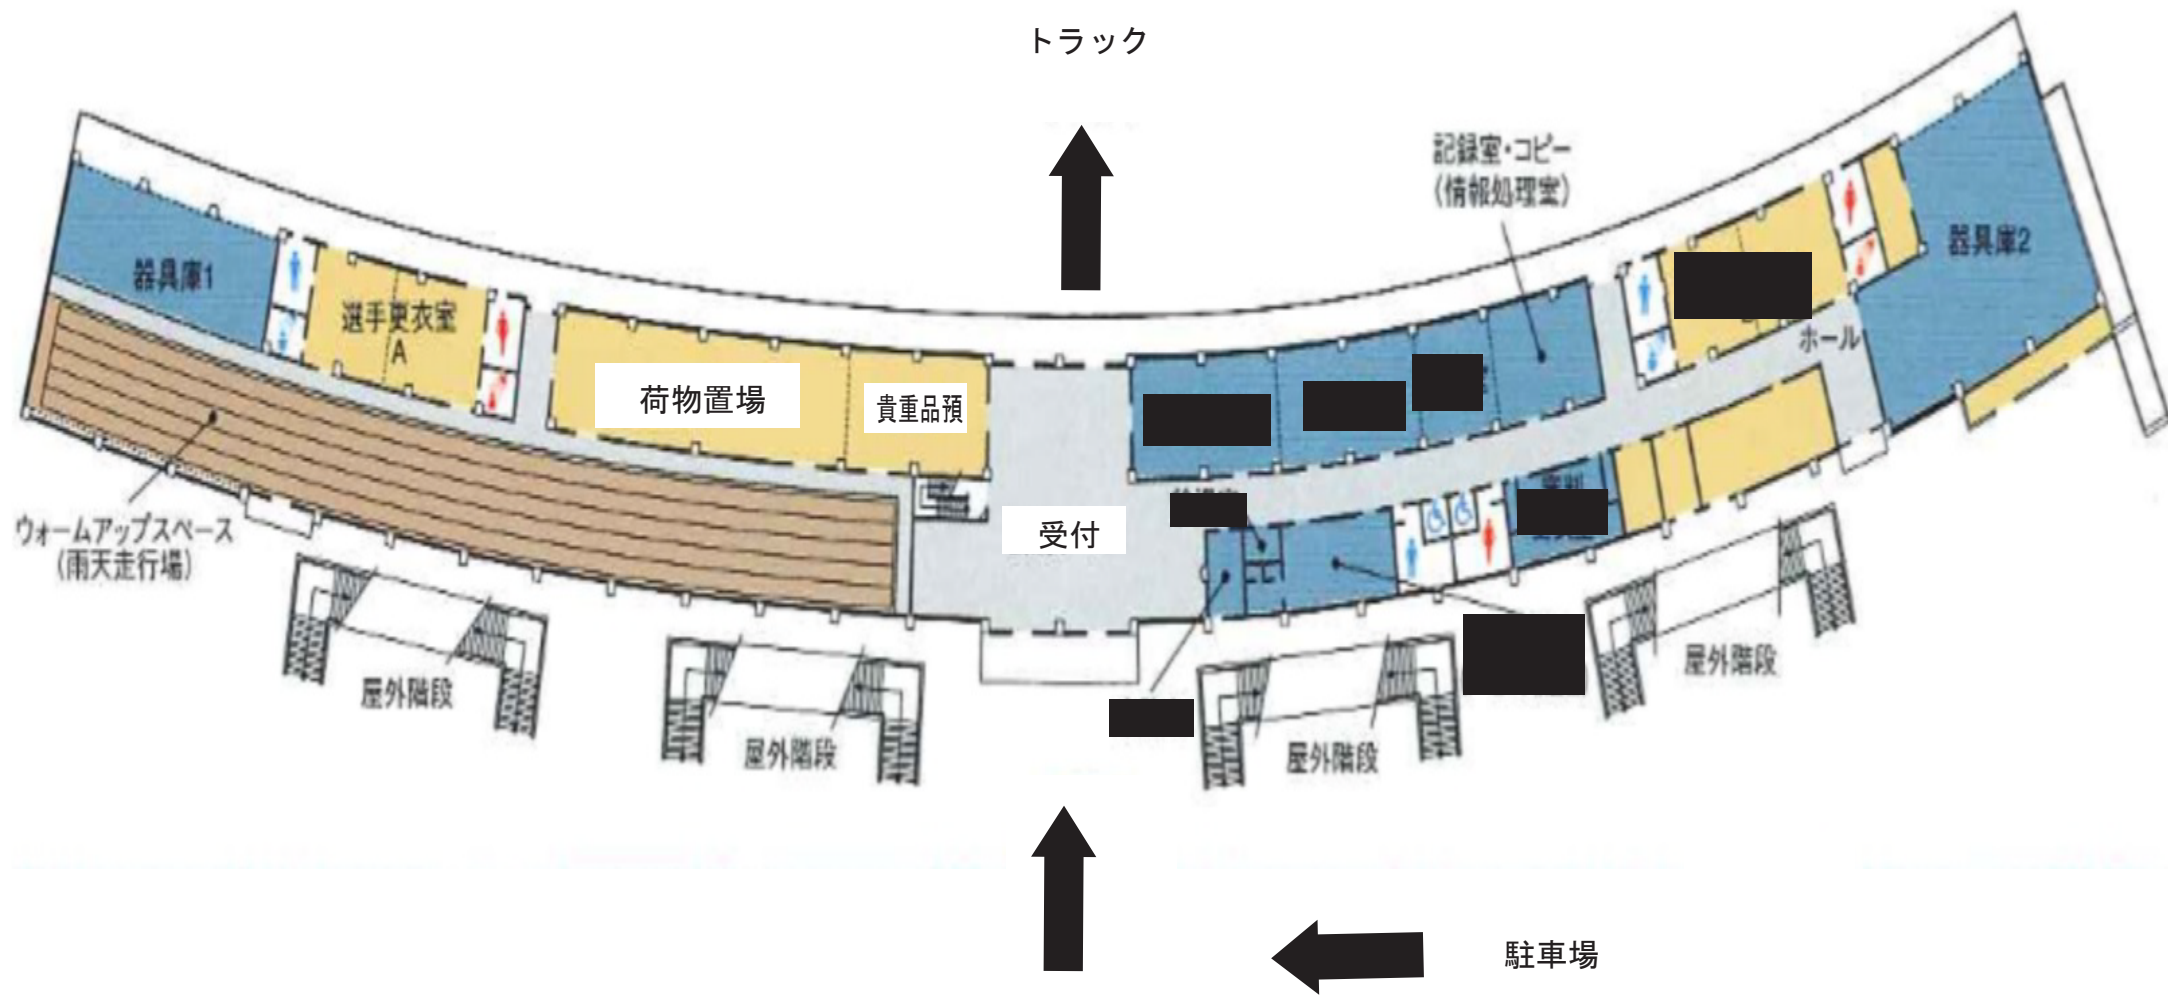 トラック
記録室・コピー
(情報処理室)
器具庫2
器具庫1
選手更衣室
A
ホール
荷物置場
貴重品預
受付
ウォームアップスペース
(雨天走行場)
屋外階段
屋外階段
屋外階段
屋外階段
駐車場